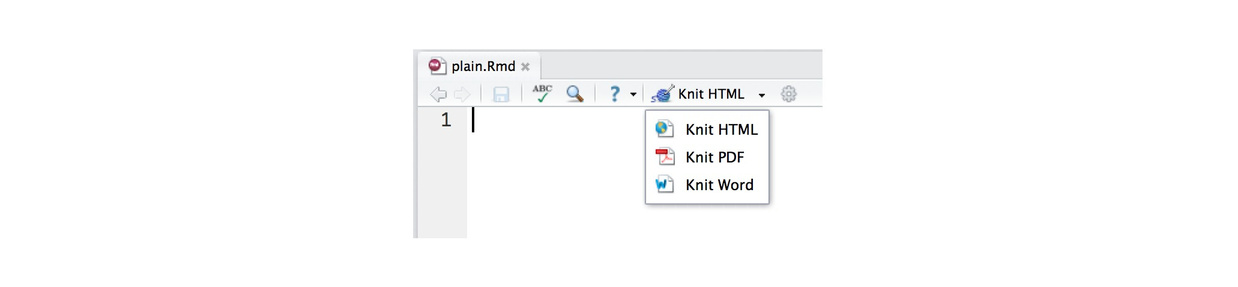 plain.Rmd
ABC ? Knit HTML
1
Knit HTML
Knit PDF
Knit Word